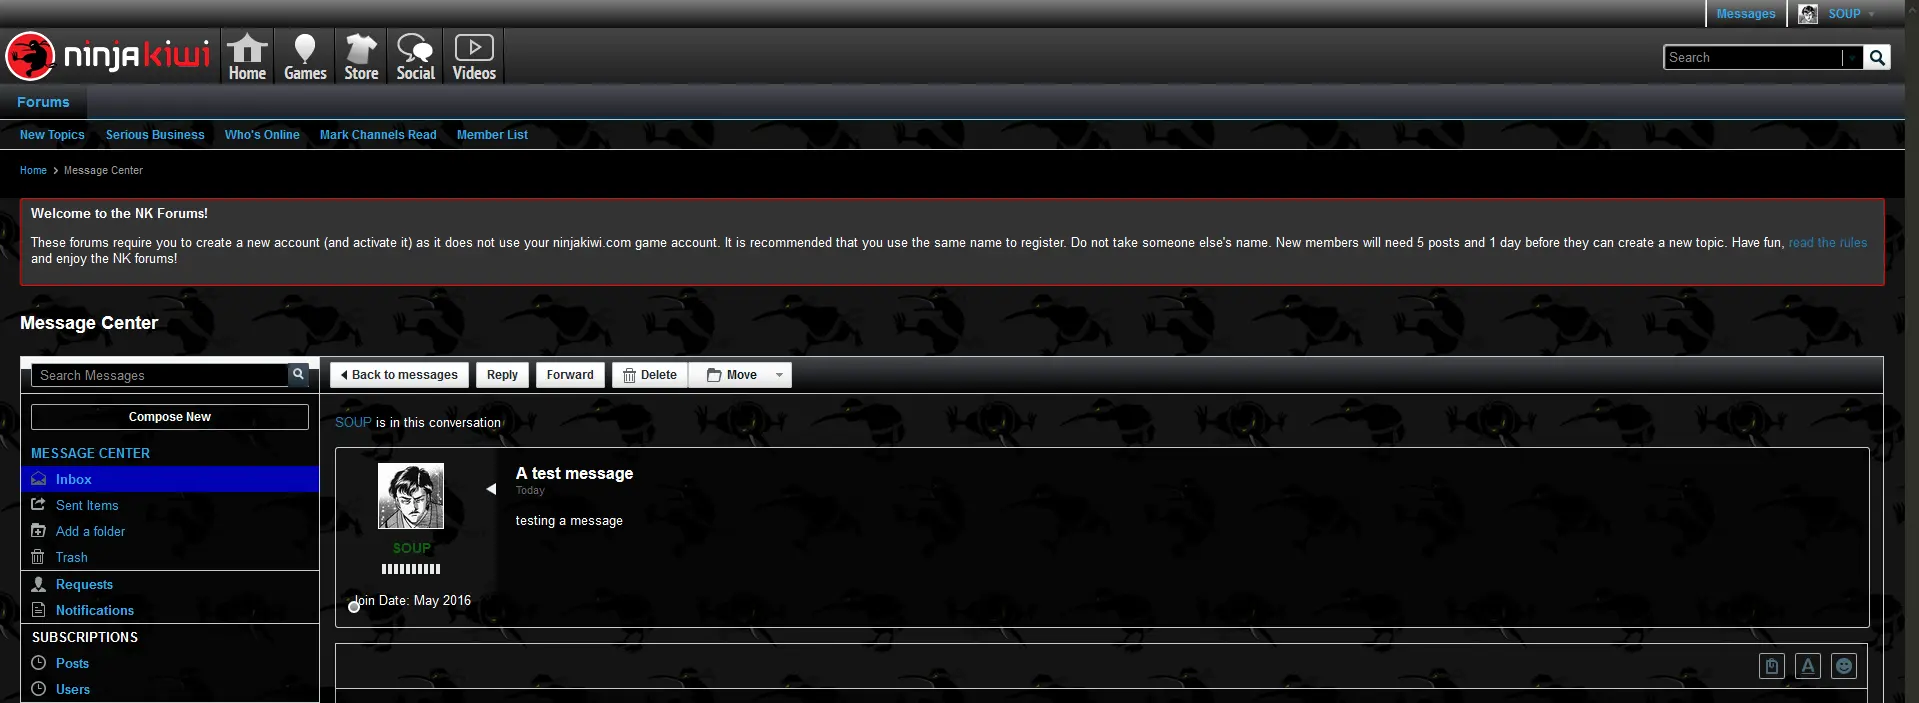 Messages
SOUP
ninjakiwi
Home
Games
Store
Social
Videos
Search
Forums
New Topics
Serious Business
Who's Online
Mark Channels Read
Member List
Home
Message Center
Welcome to the NK Forums!
These forums require you to create a new account (and activate it) as it does not use your ninjakiwi.com game account. It is recommended that you use the same name to register. Do not take someone else's name. New members will need 5 posts and 1 day before they can create a new topic. Have fun, read the rules
and enjoy the NK forums!
Message Center
Search Messages
Back to messages
Reply
Forward
Delete
Move
Compose New
MESSAGE CENTER
Inbox
Sent Items
Add a folder
Trash
Requests
Notifications
SUBSCRIPTIONS
Posts
Users
SOUP is in this conversation
A test message
Today
testing a message
SOUP
Join Date: May 2016